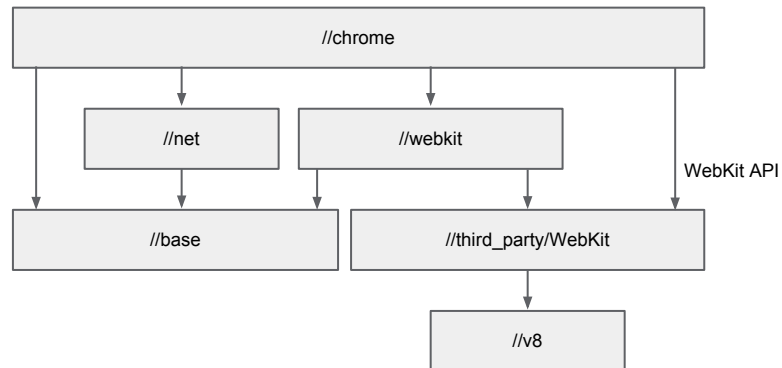 //chrome
//net
//webkit
WebKit API
//base
//third_party/WebKit
//v8